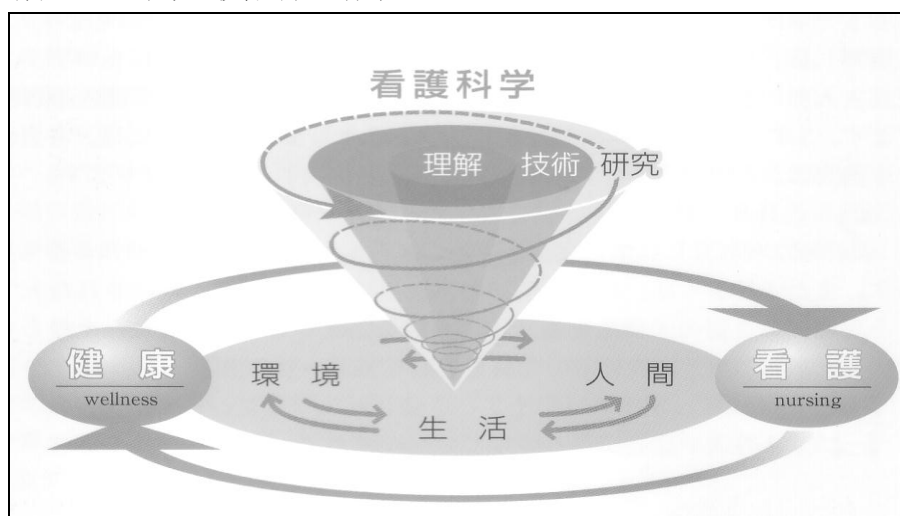 看護科学
理解 技術 研究
健康
wellness
環境
人間
看護
nursing
生活